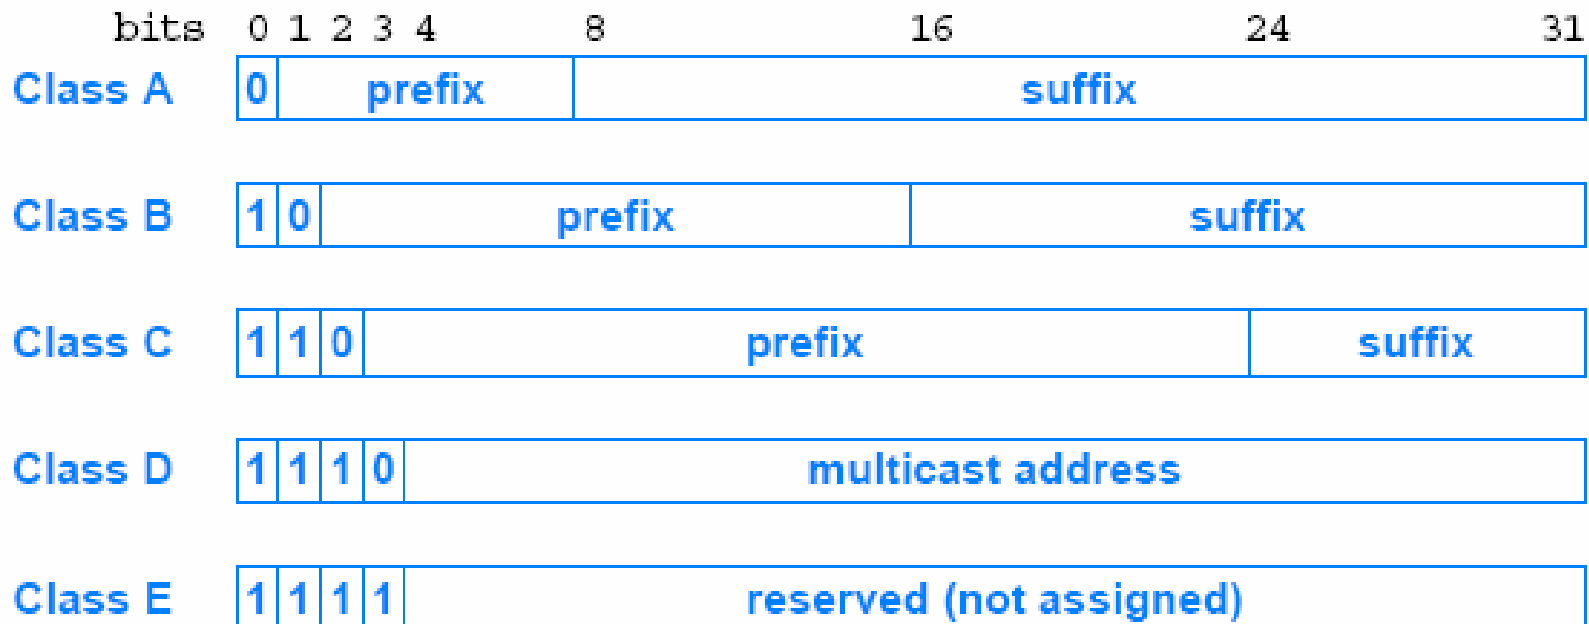 bits 0 1 2 3 4 8 16 24 31
Class A 0 prefix suffix
Class B 1 0 prefix suffix
Class C 1 1 0 prefix suffix
Class D 1 1 1 0 multicast address
Class E 1 1 1 1 reserved (not assigned)